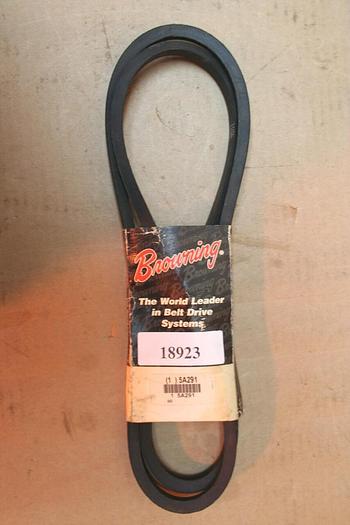 Browning®
The World Leader
in Belt Drive
Systems
18923
(1 ) 5A291
1 5A291